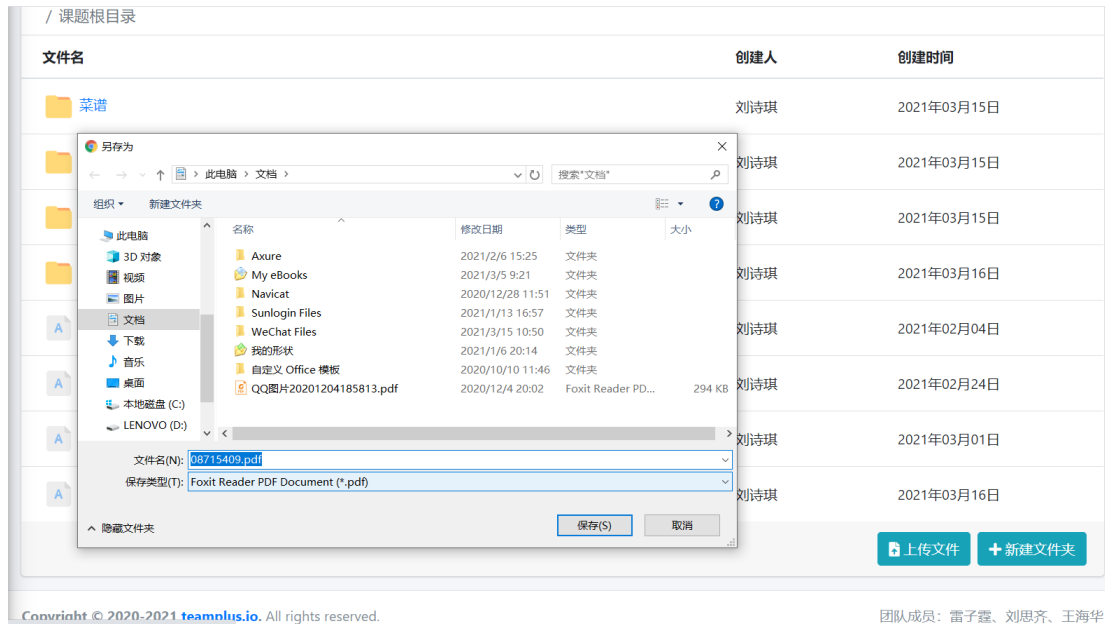 / 课题根目录
文件名 创建人 创建时间
菜谱 刘诗琪 2021年03月15日
刘诗琪 2021年03月15日
刘诗琪 2021年03月15日
刘诗琪 2021年03月16日
A 刘诗琪 2021年02月04日
A 刘诗琪 2021年02月24日
A 刘诗琪 2021年03月01日
A 刘诗琪 2021年03月16日
另存为
此电脑 › 文档 ›
搜索"文档"
组织 新建文件夹
名称 修改日期 类型 大小
此电脑
3D 对象
视频
图片
文档
下载
音乐
桌面
本地磁盘 (C:)
LENOVO (D:)
Axure 2021/2/6 15:25 文件夹
My eBooks 2021/3/5 9:21 文件夹
Navicat 2020/12/28 11:51 文件夹
Sunlogin Files 2021/1/13 16:57 文件夹
WeChat Files 2021/3/15 10:50 文件夹
我的形状 2021/1/6 20:14 文件夹
自定义 Office 模板 2020/10/10 11:46 文件夹
QQ图片20201204185813.pdf 2020/12/4 20:02 Foxit Reader PD... 294 KB
文件名(N): 08715409.pdf
保存类型(T): Foxit Reader PDF Document (*.pdf)
隐藏文件夹 保存(S) 取消
上传文件 新建文件夹
Copyright © 2020-2021 teamplus.io. All rights reserved. 团队成员：雷子霆、刘思齐、王海华